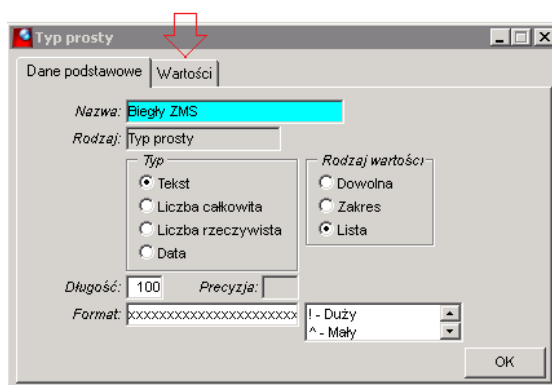 Typ prosty
Dane podstawowe Wartości
Nazwa: Biegły ZMS
Rodzaj: Typ prosty
Typ Rodzaj wartości
Tekst Dowolna
Liczba całkowita Zakres
Liczba rzeczywista Lista
Data
Długość: 100 Precyzja:
Format: xxxxxxxxxxxxxxxxxxxxxxxx ! - Duży
^ - Mały
OK